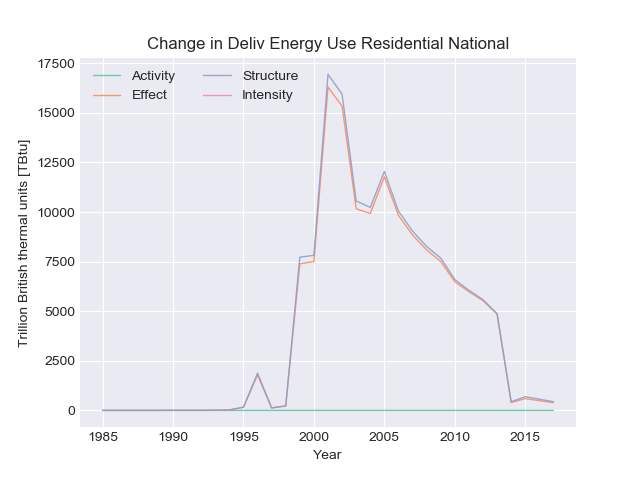 Change in Deliv Energy Use Residential National
17500
15000
12500
10000
7500
5000
2500
0
Trillion British thermal units [TBtu]
Activity
Effect
Structure
Intensity
1985 1990 1995 2000 2005 2010 2015
Year